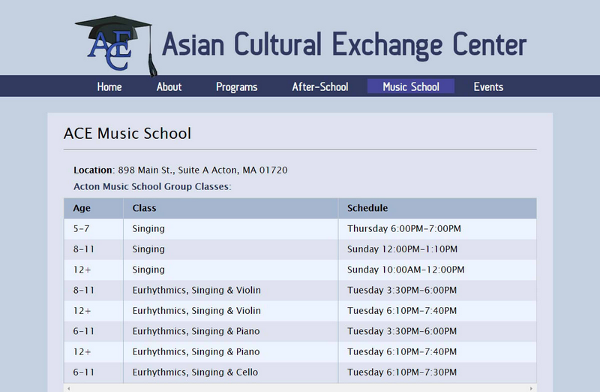 ACE
Asian Cultural Exchange Center
Home About Programs After-School Music School Events
ACE Music School
Location: 898 Main St., Suite A Acton, MA 01720
Acton Music School Group Classes:
Age Class Schedule
5-7 Singing Thursday 6:00PM-7:00PM
8-11 Singing Sunday 12:00PM-1:10PM
12+ Singing Sunday 10:00AM-12:00PM
8-11 Eurhythmics, Singing & Violin Tuesday 3:30PM-6:00PM
12+ Eurhythmics, Singing & Violin Tuesday 6:10PM-7:40PM
6-11 Eurhythmics, Singing & Piano Tuesday 3:30PM-6:00PM
12+ Eurhythmics, Singing & Piano Tuesday 6:10PM-7:40PM
6-11 Eurhythmics, Singing & Cello Tuesday 6:10PM-7:30PM